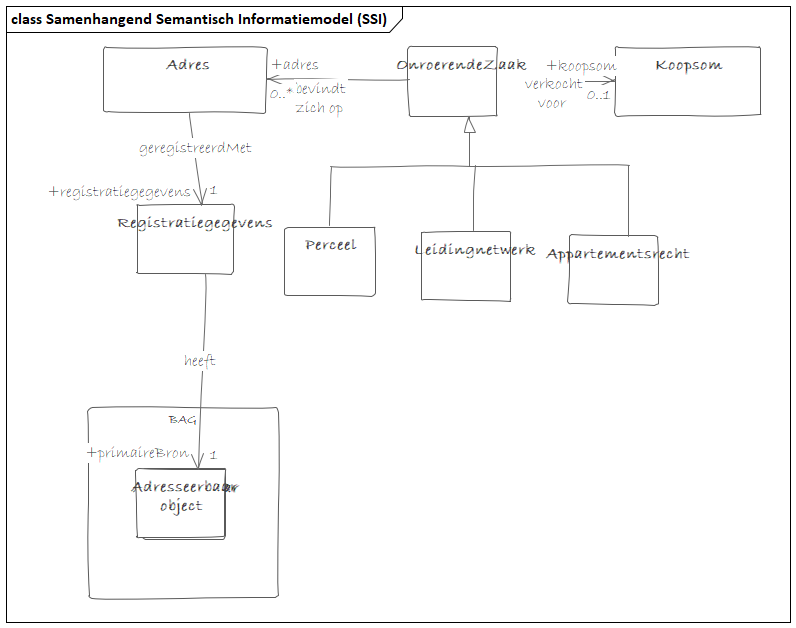 class Samenhangend Semantisch Informatiemodel (SSI)
Adres
+adres
0..*
bevindt
zich op
OnroerendeZaak
+koopsom
verkocht
voor
0..1
Koopsom
geregistreerdMet
+registratiegegevens
1
Registratiegegevens
Perceel
Leidingnetwerk
Appartementsrecht
heeft
BAG
+primaireBron
1
Adresseerbaar
object